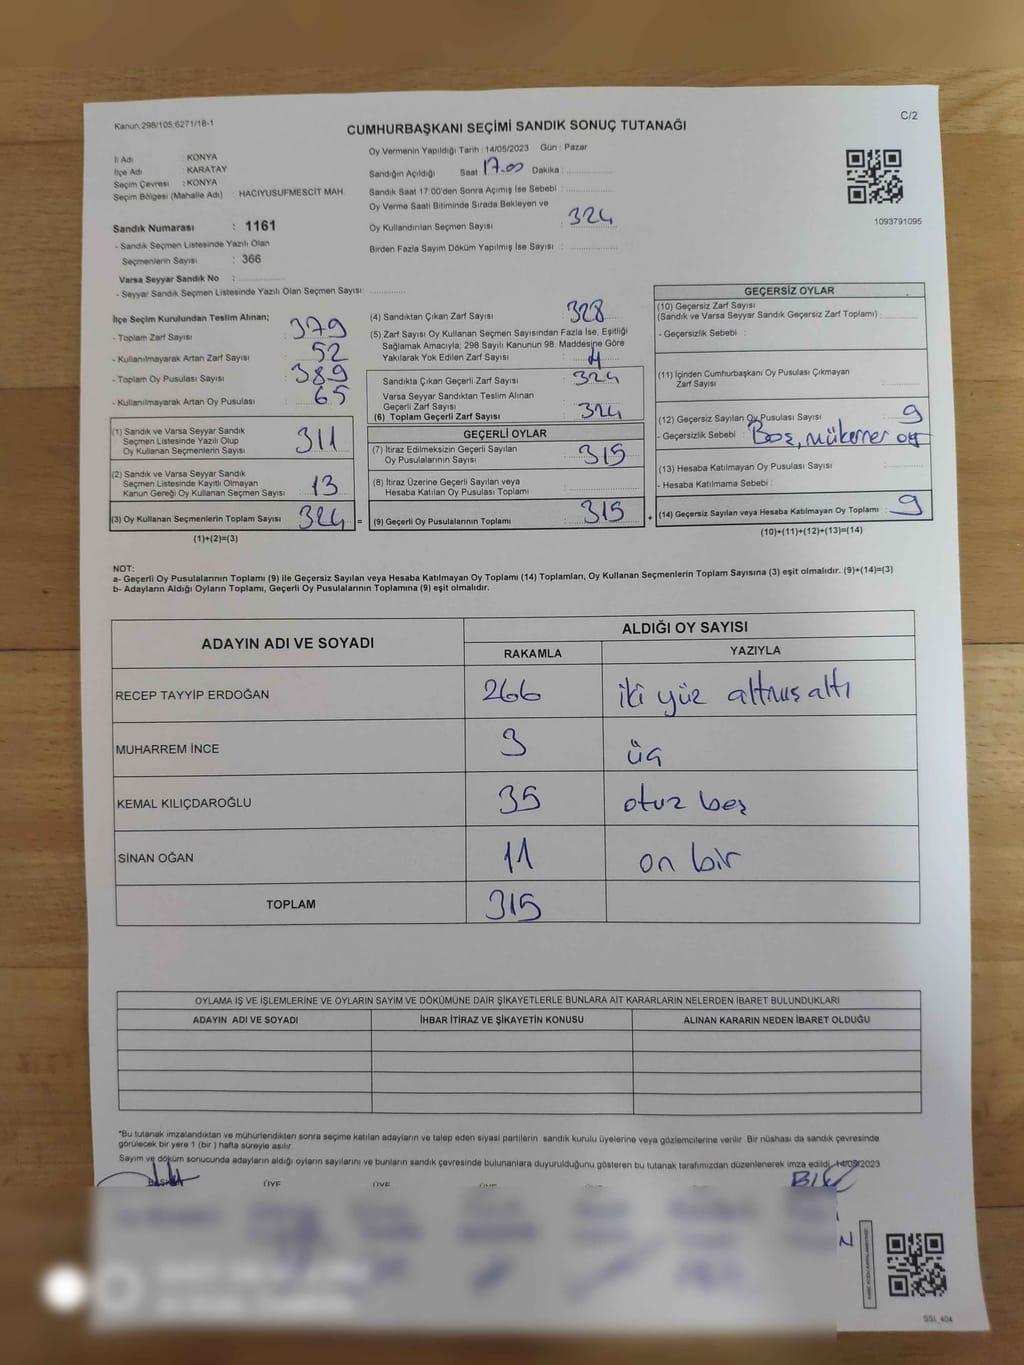 Kanun.298/105;6271/18-1
C/2
CUMHURBAŞKANI SEÇİMİ SANDIK SONUÇ TUTANAĞI
İl Adı : KONYA
İlçe Adı : KARATAY
Seçim Çevresi : KONYA
Seçim Bölgesi (Mahalle Adı) : HACIYUSUFMESCİT MAH.
Sandık Numarası : 1161
- Sandık Seçmen Listesinde Yazılı Olan
Seçmenlerin Sayısı : 366
Varsa Seyyar Sandık No :
- Seyyar Sandık Seçmen Listesinde Yazılı Olan Seçmen Sayısı:
Oy Vermenin Yapıldığı Tarih : 14/05/2023 Gün : Pazar
Sandığın Açıldığı Saat 17.00 Dakika :
Sandık Saat 17:00'den Sonra Açımış İse Sebebi :
Oy Verme Saati Bitiminde Sırada Bekleyen ve
Oy Kullandırılan Seçmen Sayısı : 324
Birden Fazla Sayım Döküm Yapılmış İse Sayısı :
1093791095
İlçe Seçim Kurulundan Teslim Alınan;
- Toplam Zarf Sayısı : 379
- Kullanılmayarak Artan Zarf Sayısı : 52
- Toplam Oy Pusulası Sayısı : 389
- Kullanılmayarak Artan Oy Pusulası : 65
(1) Sandık ve Varsa Seyyar Sandık
Seçmen Listesinde Yazılı Olup
Oy Kullanan Seçmenlerin Sayısı : 311
(2) Sandık ve Varsa Seyyar Sandık
Seçmen Listesinde Kayıtlı Olmayan
Kanun Gereği Oy Kullanan Seçmen Sayısı : 13
(3) Oy Kullanan Seçmenlerin Toplam Sayısı : 324
(1)+(2)=(3)
=
(4) Sandıktan Çıkan Zarf Sayısı : 328
(5) Zarf Sayısı Oy Kullanan Seçmen Sayısından Fazla İse, Eşitliği
Sağlamak Amacıyla; 298 Sayılı Kanunun 98. Maddesine Göre
Yakılarak Yok Edilen Zarf Sayısı : 4
Sandıkta Çıkan Geçerli Zarf Sayısı : 324
Varsa Seyyar Sandıktan Teslim Alınan
Geçerli Zarf Sayısı
(6) Toplam Geçerli Zarf Sayısı : 324
GEÇERLİ OYLAR
(7) İtiraz Edilmeksizin Geçerli Sayılan
Oy Pusulalarının Sayısı : 315
(8) İtiraz Üzerine Geçerli Sayılan veya
Hesaba Katılan Oy Pusulası Toplamı :
(9) Geçerli Oy Pusulalarının Toplamı : 315
+
GEÇERSİZ OYLAR
(10) Geçersiz Zarf Sayısı
(Sandık ve Varsa Seyyar Sandık Geçersiz Zarf Toplamı) :
- Geçersizlik Sebebi :
(11) İçinden Cumhurbaşkanı Oy Pusulası Çıkmayan
Zarf Sayısı :
(12) Geçersiz Sayılan Oy Pusulası Sayısı : 9
- Geçersizlik Sebebi : Boş, mükerrer oy
(13) Hesaba Katılmayan Oy Pusulası Sayısı :
- Hesaba Katılmama Sebebi :
(14) Geçersiz Sayılan veya Hesaba Katılmayan Oy Toplamı : 9
(10)+(11)+(12)+(13)=(14)
NOT:
a- Geçerli Oy Pusulalarının Toplamı (9) ile Geçersiz Sayılan veya Hesaba Katılmayan Oy Toplamı (14) Toplamları, Oy Kullanan Seçmenlerin Toplam Sayısına (3) eşit olmalıdır. (9)+(14)=(3)
b- Adayların Aldığı Oyların Toplamı, Geçerli Oy Pusulalarının Toplamına (9) eşit olmalıdır.
ADAYIN ADI VE SOYADI
ALDIĞI OY SAYISI
RAKAMLA YAZIYLA
RECEP TAYYİP ERDOĞAN 266 iki yüz altmış altı
MUHARREM İNCE 3 üç
KEMAL KILIÇDAROĞLU 35 otuz beş
SİNAN OĞAN 11 on bir
TOPLAM 315
OYLAMA İŞ VE İŞLEMLERİNE VE OYLARIN SAYIM VE DÖKÜMÜNE DAİR ŞİKAYETLERLE BUNLARA AİT KARARLARIN NELERDEN İBARET BULUNDUKLARI
ADAYIN ADI VE SOYADI İHBAR İTİRAZ VE ŞİKAYETİN KONUSU ALINAN KARARIN NEDEN İBARET OLDUĞU
*Bu tutanak imzalandıktan ve mühürlendikten sonra seçime katılan adayların ve talep eden siyasi partilerin sandık kurulu üyelerine veya gözlemcilerine verilir. Bir nüshası da sandık çevresinde
görülecek bir yere 1 (bir ) hafta süreyle asılır.
Sayım ve döküm sonucunda adayların aldığı oyların sayılarını ve bunların sandık çevresinde bulunanlara duyurulduğunu gösteren bu tutanak tarafımızdan düzenlenerek imza edildi. 14/05/2023
BAŞKAN ÜYE ÜYE ÜYE ÜYE
SSİ_404